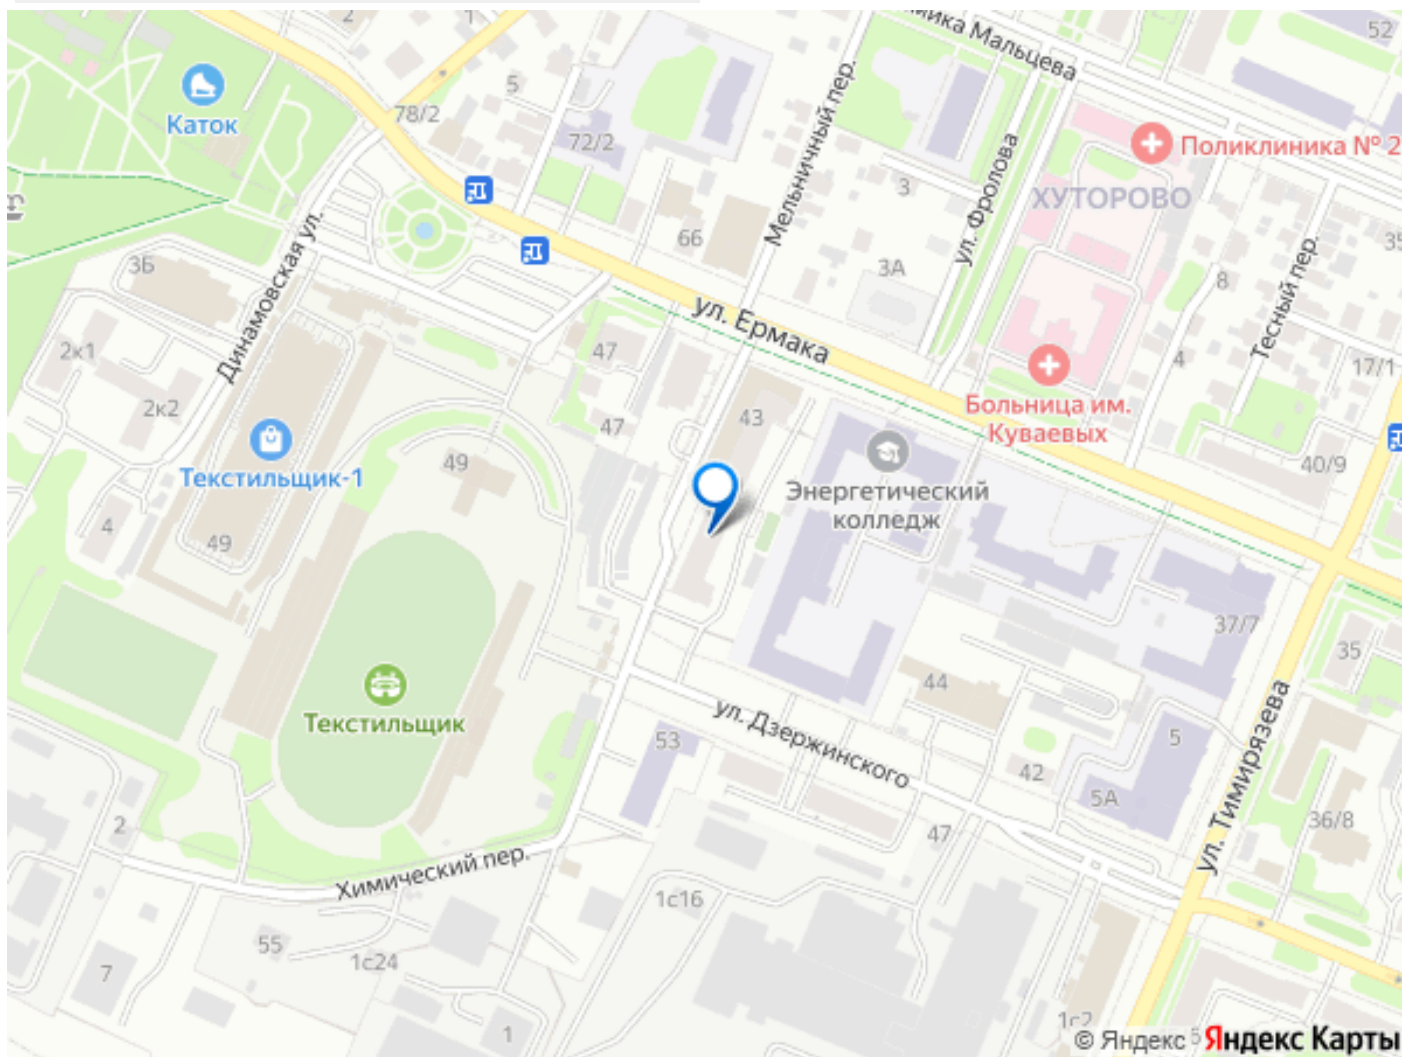 2
1
52
мика Мальцева
5
78/2
Каток
72/2
Мельничный пер.
Поликлиника № 2
ул. Фролова
3
ХУТОРОВО
66
Динамовская ул.
3Б
3А
8
35
Тесный пер.
ул. Ермака
2к1
47
4
17/1
2к2
43
Больница им.
Куваевых
47
49
Текстильщик-1
40/9
Энергетический
колледж
4
49
37/7
35
44
Текстильщик
ул. Дзержинского
53
5
42
5А
ул. Тимирязева
2
47
36/8
Химический пер.
1с16
55
1с24
7
1
1с2
5
© Яндекс Яндекс Карты